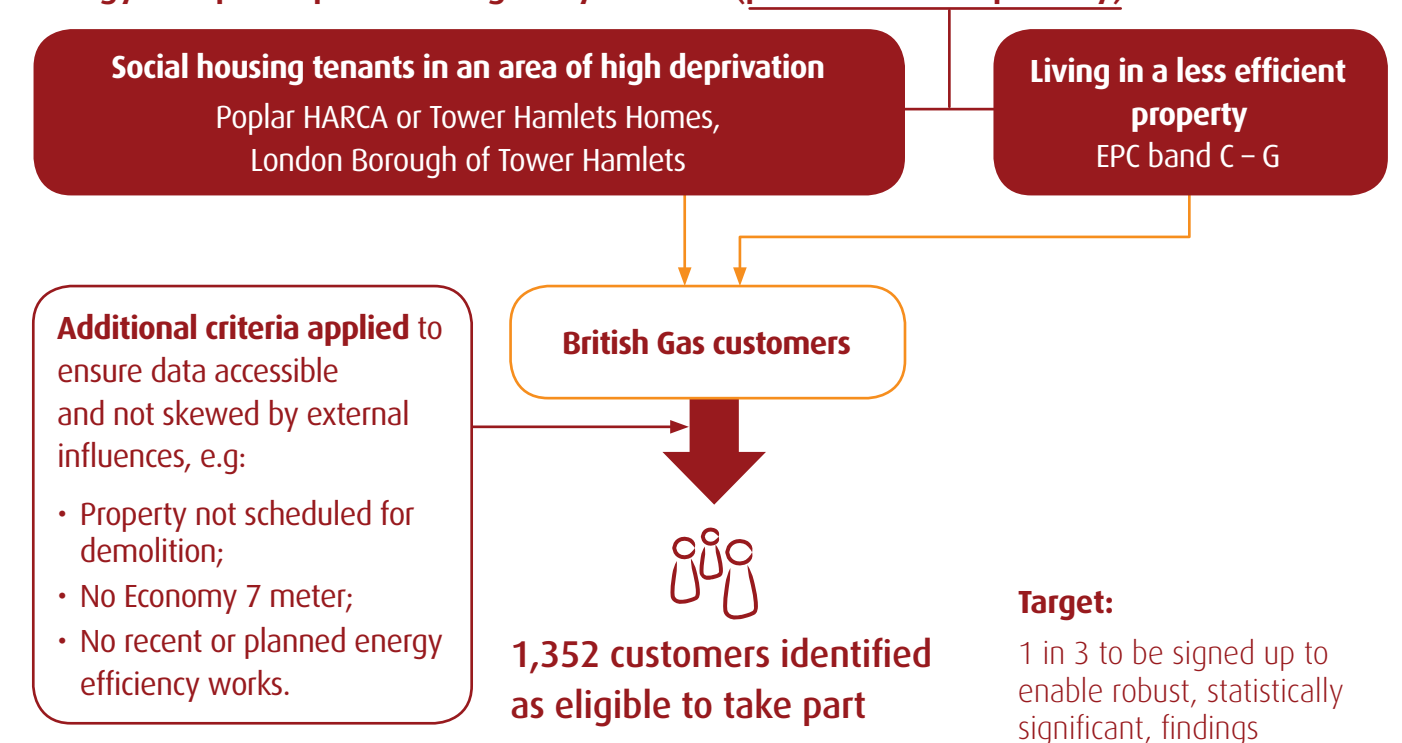 Social housing tenants in an area of high deprivation
Poplar HARCA or Tower Hamlets Homes,
London Borough of Tower Hamlets
Living in a less efficient
property
EPC band C – G
British Gas customers
Additional criteria applied to
ensure data accessible
and not skewed by external
influences, e.g:
• Property not scheduled for
demolition;
• No Economy 7 meter;
• No recent or planned energy
efficiency works.
1,352 customers identified
as eligible to take part
Target:
1 in 3 to be signed up to
enable robust, statistically
significant, findings